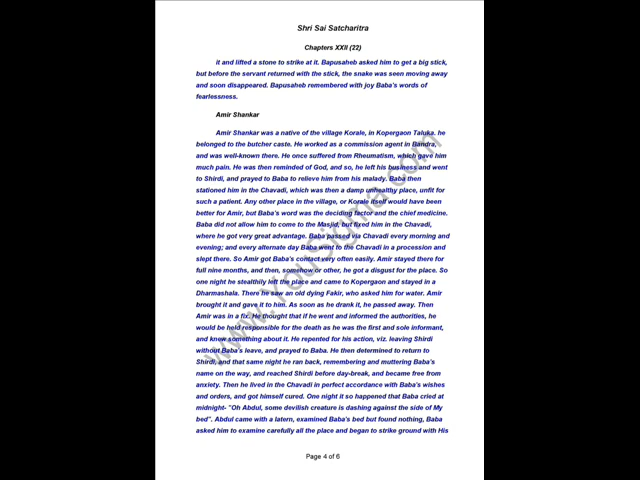 Shri Sai Satcharitra
Chapters XXII (22)
it and lifted a stone to strike at it. Bapusaheb asked him to get a big stick,
but before the servant returned with the stick, the snake was seen moving away
and soon disappeared. Bapusaheb remembered with joy Baba's words of
fearlessness.
Amir Shankar
Amir Shankar was a native of the village Korale, in Kopergaon Taluka. he
belonged to the butcher caste. He worked as a commission agent in Bandra,
and was well-known there. He once suffered from Rheumatism, which gave him
much pain. He was then reminded of God, and so, he left his business and went
to Shirdi, and prayed to Baba to relieve him from his malady. Baba then
stationed him in the Chavadi, which was then a damp unhealthy place, unfit for
such a patient. Any other place in the village, or Korale itself would have been
better for Amir, but Baba's word was the deciding factor and the chief medicine.
Baba did not allow him to come to the Masjid, but fixed him in the Chavadi,
where he got very great advantage. Baba passed via Chavadi every morning and
evening; and every alternate day Baba went to the Chavadi in a procession and
slept there. So Amir got Baba's contact very often easily. Amir stayed there for
full nine months, and then, somehow or other, he got a disgust for the place. So
one night he stealthily left the place and came to Kopergaon and stayed in a
Dharmashala. There he saw an old dying Fakir, who asked him for water. Amir
brought it and gave it to him. As soon as he drank it, he passed away. Then
Amir was in a fix. He thought that if he went and informed the authorities, he
would be held responsible for the death as he was the first and sole informant,
and knew something about it. He repented for his action, viz. leaving Shirdi
without Baba's leave, and prayed to Baba. He then determined to return to
Shirdi, and that same night he ran back, remembering and muttering Baba's
name on the way, and reached Shirdi before day-break, and became free from
anxiety. Then he lived in the Chavadi in perfect accordance with Baba's wishes
and orders, and got himself cured. One night it so happened that Baba cried at
midnight- "Oh Abdul, some devilish creature is dashing against the side of My
bed". Abdul came with a latern, examined Baba's bed but found nothing, Baba
asked him to examine carefully all the place and began to strike ground with His
Page 4 of 6
www.YouSigma.com